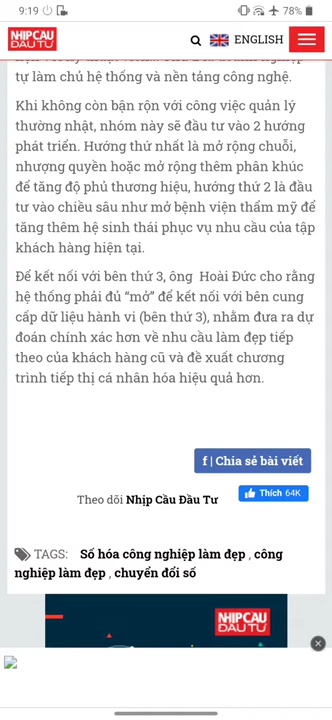 9:19
78%
NHỊP CẦU
ĐẦU TƯ
ENGLISH
tự làm chủ hệ thống và nền tảng công nghệ.
Khi không còn bận rộn với công việc quản lý
thường nhật, nhóm này sẽ đầu tư vào 2 hướng
phát triển. Hướng thứ nhất là mở rộng chuỗi,
nhượng quyền hoặc mở rộng thêm phân khúc
để tăng độ phủ thương hiệu, hướng thứ 2 là đầu
tư vào chiều sâu như mở bệnh viện thẩm mỹ để
tăng thêm hệ sinh thái phục vụ nhu cầu của tập
khách hàng hiện tại.
Để kết nối với bên thứ 3, ông Hoài Đức cho rằng
hệ thống phải đủ “mở” để kết nối với bên cung
cấp dữ liệu hành vi (bên thứ 3), nhằm đưa ra dự
đoán chính xác hơn về nhu cầu làm đẹp tiếp
theo của khách hàng cũ và đề xuất chương
trình tiếp thị cá nhân hóa hiệu quả hơn.
f | Chia sẻ bài viết
Theo dõi Nhịp Cầu Đầu Tư
Thích 64K
TAGS: Số hóa công nghiệp làm đẹp , công
nghiệp làm đẹp , chuyển đổi số
NHỊP CẦU
ĐẦU TƯ